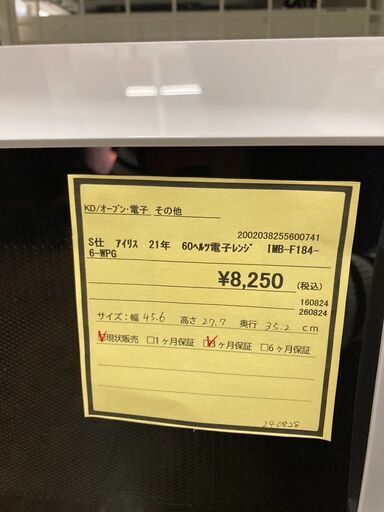 KD/オーブン・電子 その他
2002038255600741
S仕 アイリス 21年 60ヘルツ電子レンジ IMB-F184-
6-WPG
¥8,250 (税込)
160824
260824
サイズ:幅 45.6 高さ 27.7 奥行 35.2 cm
☑現状販売 □1ヶ月保証 ☑3ヶ月保証 □6ヶ月保証
240828